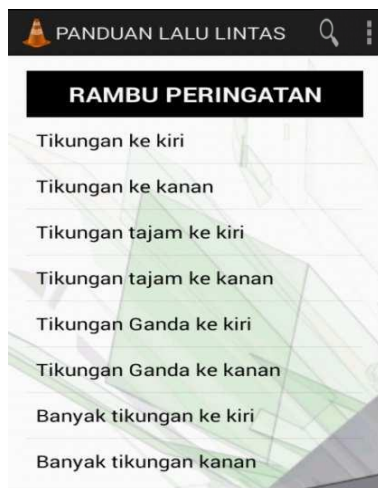 PANDUAN LALU LINTAS
RAMBU PERINGATAN
Tikungan ke kiri
Tikungan ke kanan
Tikungan tajam ke kiri
Tikungan tajam ke kanan
Tikungan Ganda ke kiri
Tikungan Ganda ke kanan
Banyak tikungan ke kiri
Banyak tikungan kanan